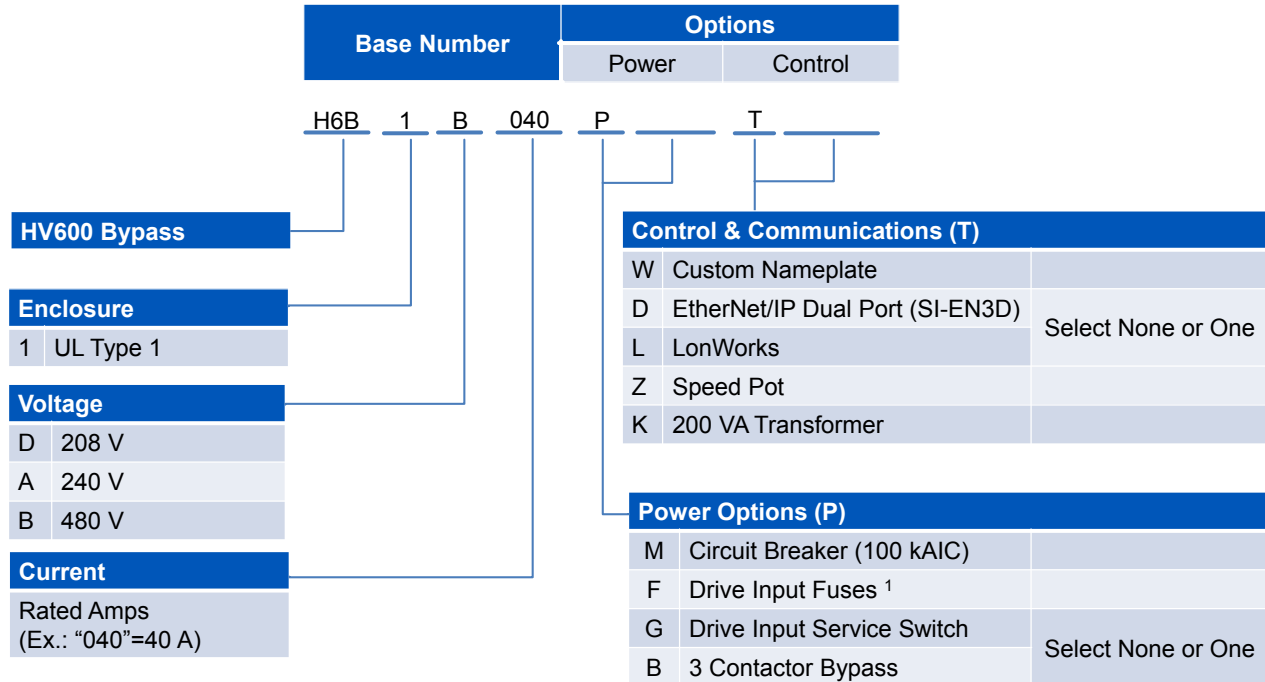 Base Number
Options
Power Control
H6B 1 B 040 P T
HV600 Bypass
Enclosure
1 UL Type 1
Voltage
D 208 V
A 240 V
B 480 V
Current
Rated Amps
(Ex.: “040”=40 A)
Control & Communications (T)
W Custom Nameplate
D EtherNet/IP Dual Port (SI-EN3D)
Select None or One
L LonWorks
Z Speed Pot
K 200 VA Transformer
Power Options (P)
M Circuit Breaker (100 kAIC)
F Drive Input Fuses 1
G Drive Input Service Switch
Select None or One
B 3 Contactor Bypass